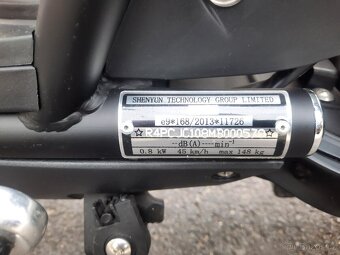 SHENYUN TECHNOLOGY GROUP LIMITED
e9*168/2013*11726
☆R4PCJC108M8000570☆
--dB(A)----min⁻¹
0.8 kW 45 km/h max 148 kg